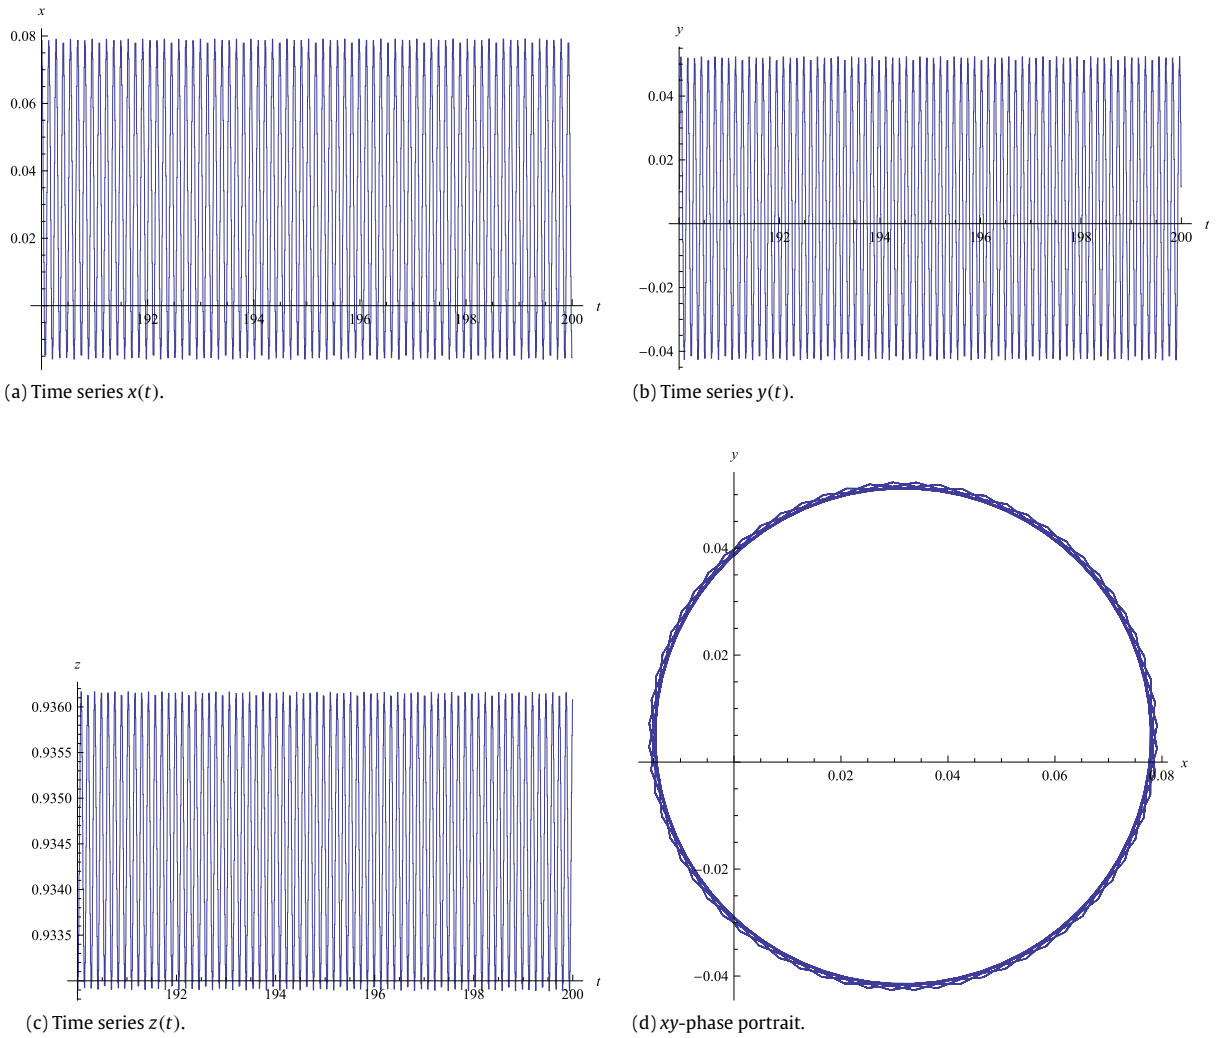 x
0.08
0.06
0.04
0.02
192 194 196 198 200 t
(a) Time series x(t).
y
0.04
0.02
192 194 196 198 200 t
−0.02
−0.04
(b) Time series y(t).
z
0.9360
0.9355
0.9350
0.9345
0.9340
0.9335
192 194 196 198 200 t
(c) Time series z(t).
y
0.04
0.02
0.02 0.04 0.06 0.08 x
−0.02
−0.04
(d) xy-phase portrait.